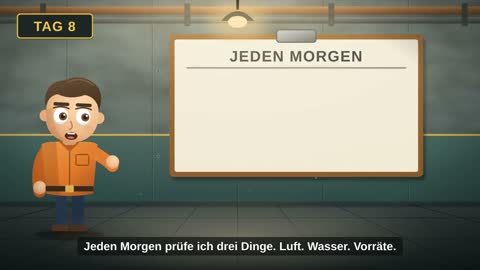 TAG 8
JEDEN MORGEN
Jeden Morgen prüfe ich drei Dinge. Luft. Wasser. Vorräte.